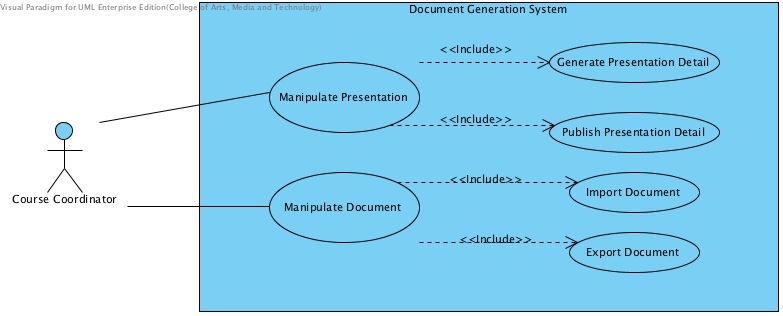 Visual Paradigm for UML Enterprise Edition(College of Arts, Media and Technology)
Document Generation System
<<Include>>
Generate Presentation Detail
Manipulate Presentation
<<Include>>
Publish Presentation Detail
<<Include>>
Import Document
Course Coordinator
Manipulate Document
<<Include>>
Export Document